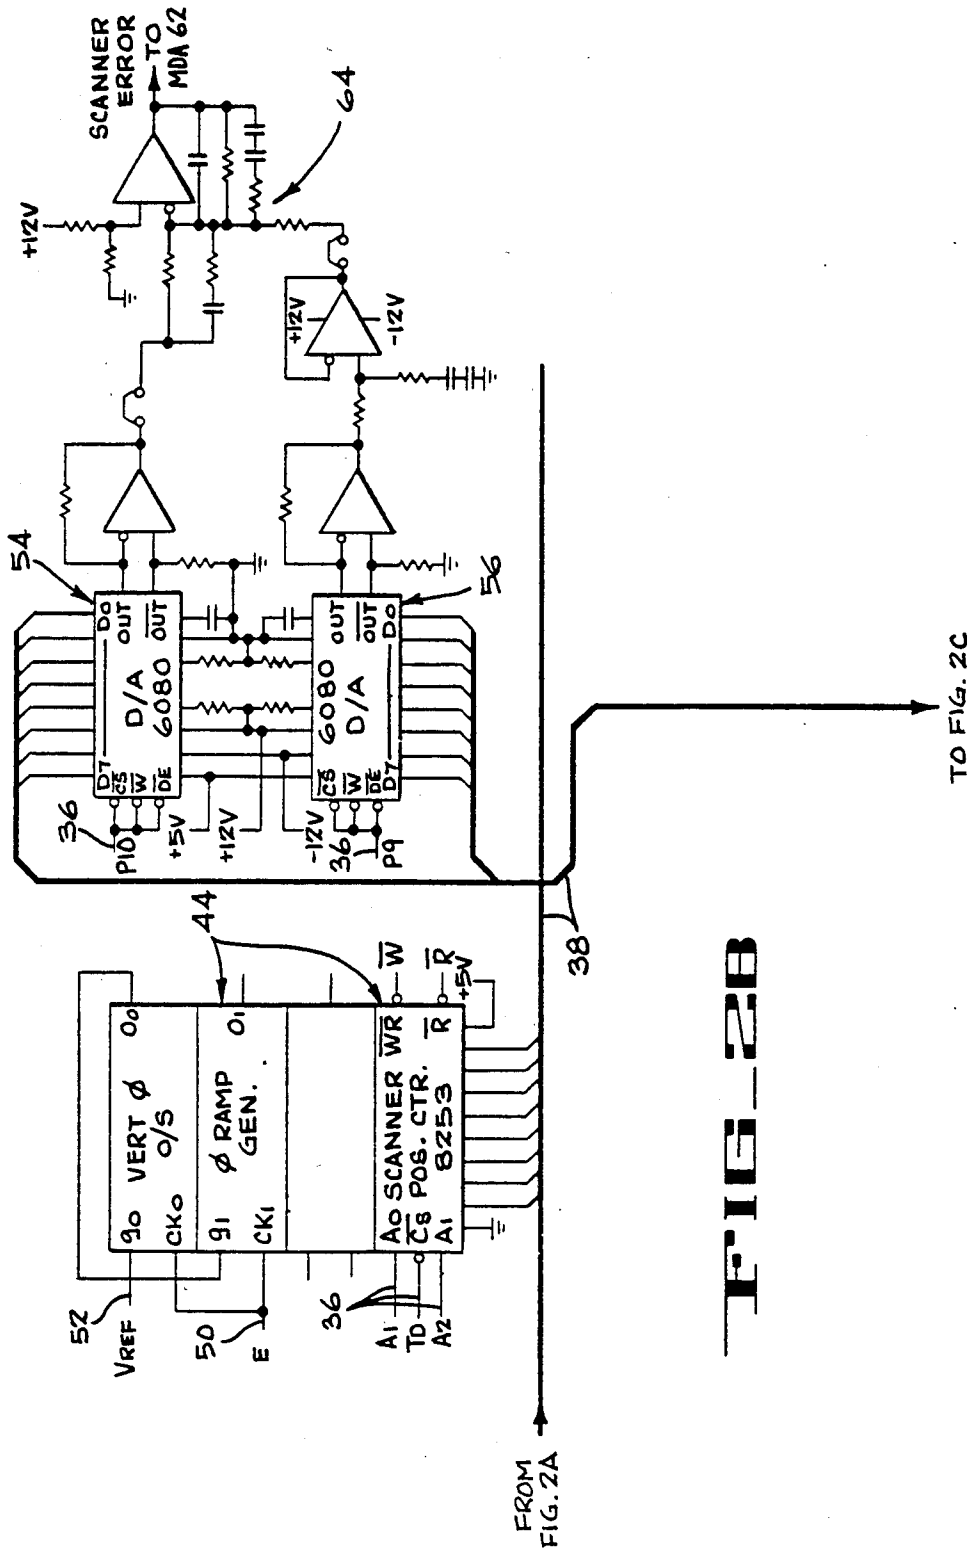 SCANNER
ERROR
TO
MDA 62
+12V
64
+12V
-12V
54
D0
OUT
OUT
D/A
6080
D7
CS
W
DE
36
P10
+5V
+12V
-12V
56
OUT
OUT
D0
6080
D/A
CS
W
DE
D7
36
P9
44
O0
VERT Ø
O/S
g0
CK0
O1
Ø RAMP
GEN.
g1
CK1
A0 SCANNER WR
CS POS. CTR.
A1 8253 R
W
R
+5V
52
VREF
50
E
36
A1
TD
A2
38
FROM
FIG. 2A
TO FIG. 2C
FIG_2B